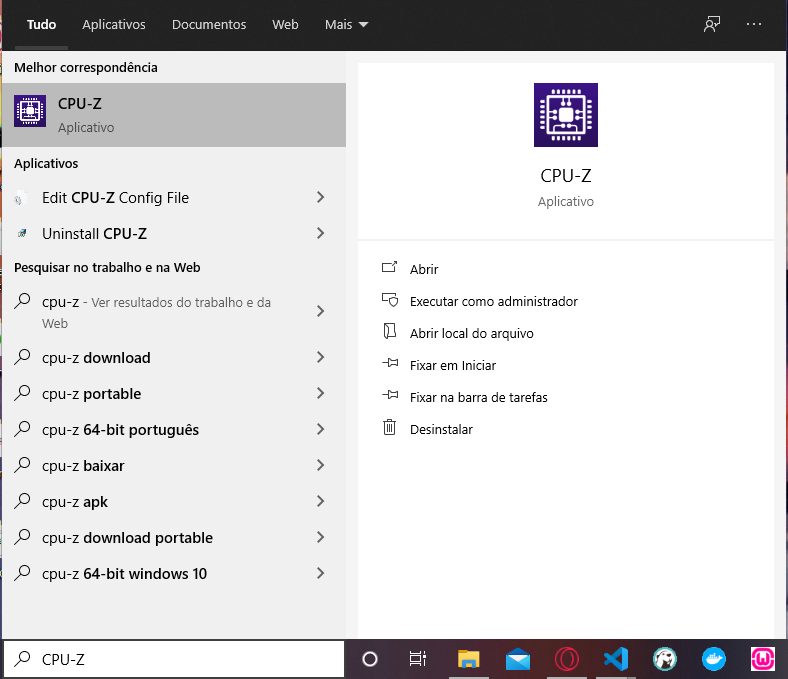 Tudo Aplicativos Documentos Web Mais
Melhor correspondência
CPU-Z
Aplicativo
Aplicativos
Edit CPU-Z Config File
Uninstall CPU-Z
Pesquisar no trabalho e na Web
cpu-z - Ver resultados do trabalho e da
Web
cpu-z download
cpu-z portable
cpu-z 64-bit português
cpu-z baixar
cpu-z apk
cpu-z download portable
cpu-z 64-bit windows 10
CPU-Z
Aplicativo
Abrir
Executar como administrador
Abrir local do arquivo
Fixar em Iniciar
Fixar na barra de tarefas
Desinstalar
CPU-Z